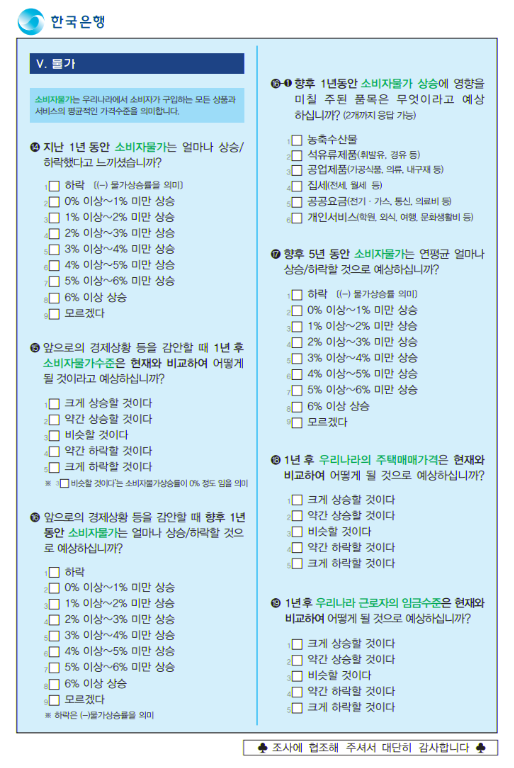 한국은행
Ⅴ. 물가
소비자물가는 우리나라에서 소비자가 구입하는 모든 상품과
서비스의 평균적인 가격수준을 의미합니다.
⓮ 지난 1년 동안 소비자물가는 얼마나 상승/
하락했다고 느끼셨습니까?
1□ 하락 〔(−) 물가상승률을 의미〕
2□ 0% 이상～1% 미만 상승
3□ 1% 이상～2% 미만 상승
4□ 2% 이상～3% 미만 상승
5□ 3% 이상～4% 미만 상승
6□ 4% 이상～5% 미만 상승
7□ 5% 이상～6% 미만 상승
8□ 6% 이상 상승
9□ 모르겠다
⓯ 앞으로의 경제상황 등을 감안할 때 1년 후
소비자물가수준은 현재와 비교하여 어떻게
될 것이라고 예상하십니까?
1□ 크게 상승할 것이다
2□ 약간 상승할 것이다
3□ 비슷할 것이다
4□ 약간 하락할 것이다
5□ 크게 하락할 것이다
※ 3□ 비슷할 것이다'는 소비자물가상승률이 0% 정도 임을 의미
⓰ 앞으로의 경제상황 등을 감안할 때 향후 1년
동안 소비자물가는 얼마나 상승/하락할 것으
로 예상하십니까?
1□ 하락
2□ 0% 이상～1% 미만 상승
3□ 1% 이상～2% 미만 상승
4□ 2% 이상～3% 미만 상승
5□ 3% 이상～4% 미만 상승
6□ 4% 이상～5% 미만 상승
7□ 5% 이상～6% 미만 상승
8□ 6% 이상 상승
9□ 모르겠다
※ 하락은 (−)물가상승률을 의미
⓰-❶ 향후 1년동안 소비자물가 상승에 영향을
미칠 주된 품목은 무엇이라고 예상
하십니까? (2개까지 응답 가능)
1□ 농축수산물
2□ 석유류제품(휘발유, 경유 등)
3□ 공업제품(가공식품, 의류, 내구재 등)
4□ 집세(전세, 월세 등)
5□ 공공요금(전기 · 가스, 통신, 의료비 등)
6□ 개인서비스(학원, 외식, 여행, 문화생활비 등)
⓱ 향후 5년 동안 소비자물가는 연평균 얼마나
상승/하락할 것으로 예상하십니까?
1□ 하락 〔(−) 물가상승률 의미〕
2□ 0% 이상～1% 미만 상승
3□ 1% 이상～2% 미만 상승
4□ 2% 이상～3% 미만 상승
5□ 3% 이상～4% 미만 상승
6□ 4% 이상～5% 미만 상승
7□ 5% 이상～6% 미만 상승
8□ 6% 이상 상승
9□ 모르겠다
⓲ 1년 후 우리나라의 주택매매가격은 현재와
비교하여 어떻게 될 것으로 예상하십니까?
1□ 크게 상승할 것이다
2□ 약간 상승할 것이다
3□ 비슷할 것이다
4□ 약간 하락할 것이다
5□ 크게 하락할 것이다
⓳ 1년 후 우리나라 근로자의 임금수준은 현재와
비교하여 어떻게 될 것으로 예상하십니까?
1□ 크게 상승할 것이다
2□ 약간 상승할 것이다
3□ 비슷할 것이다
4□ 약간 하락할 것이다
5□ 크게 하락할 것이다
♣ 조사에 협조해 주셔서 대단히 감사합니다 ♣